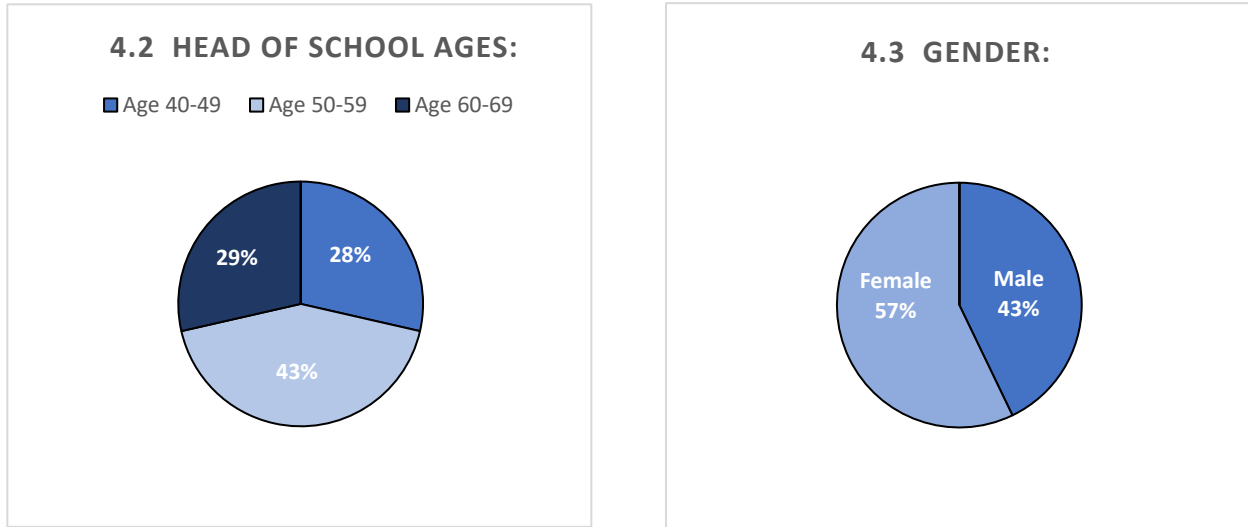 4.2 HEAD OF SCHOOL AGES:
Age 40-49 Age 50-59 Age 60-69
29%
28%
43%
4.3 GENDER:
Female
57%
Male
43%